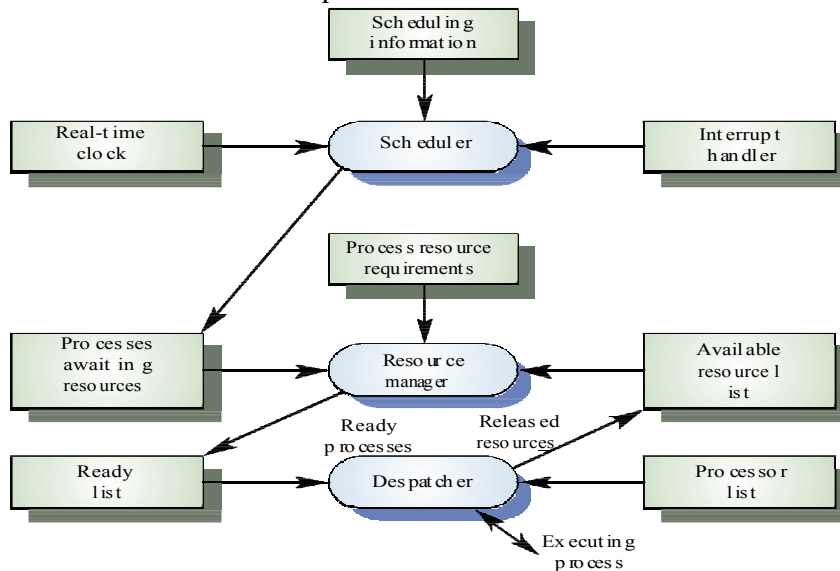 Scheduling
information
Real-time
clock
Scheduler
Interrupt
handler
Process resource
requirements
Processes
awaiting
resources
Resource
manager
Available
resource l
ist
Ready
processes
Released
resources
Ready
list
Despatcher
Processor
list
Executing
process